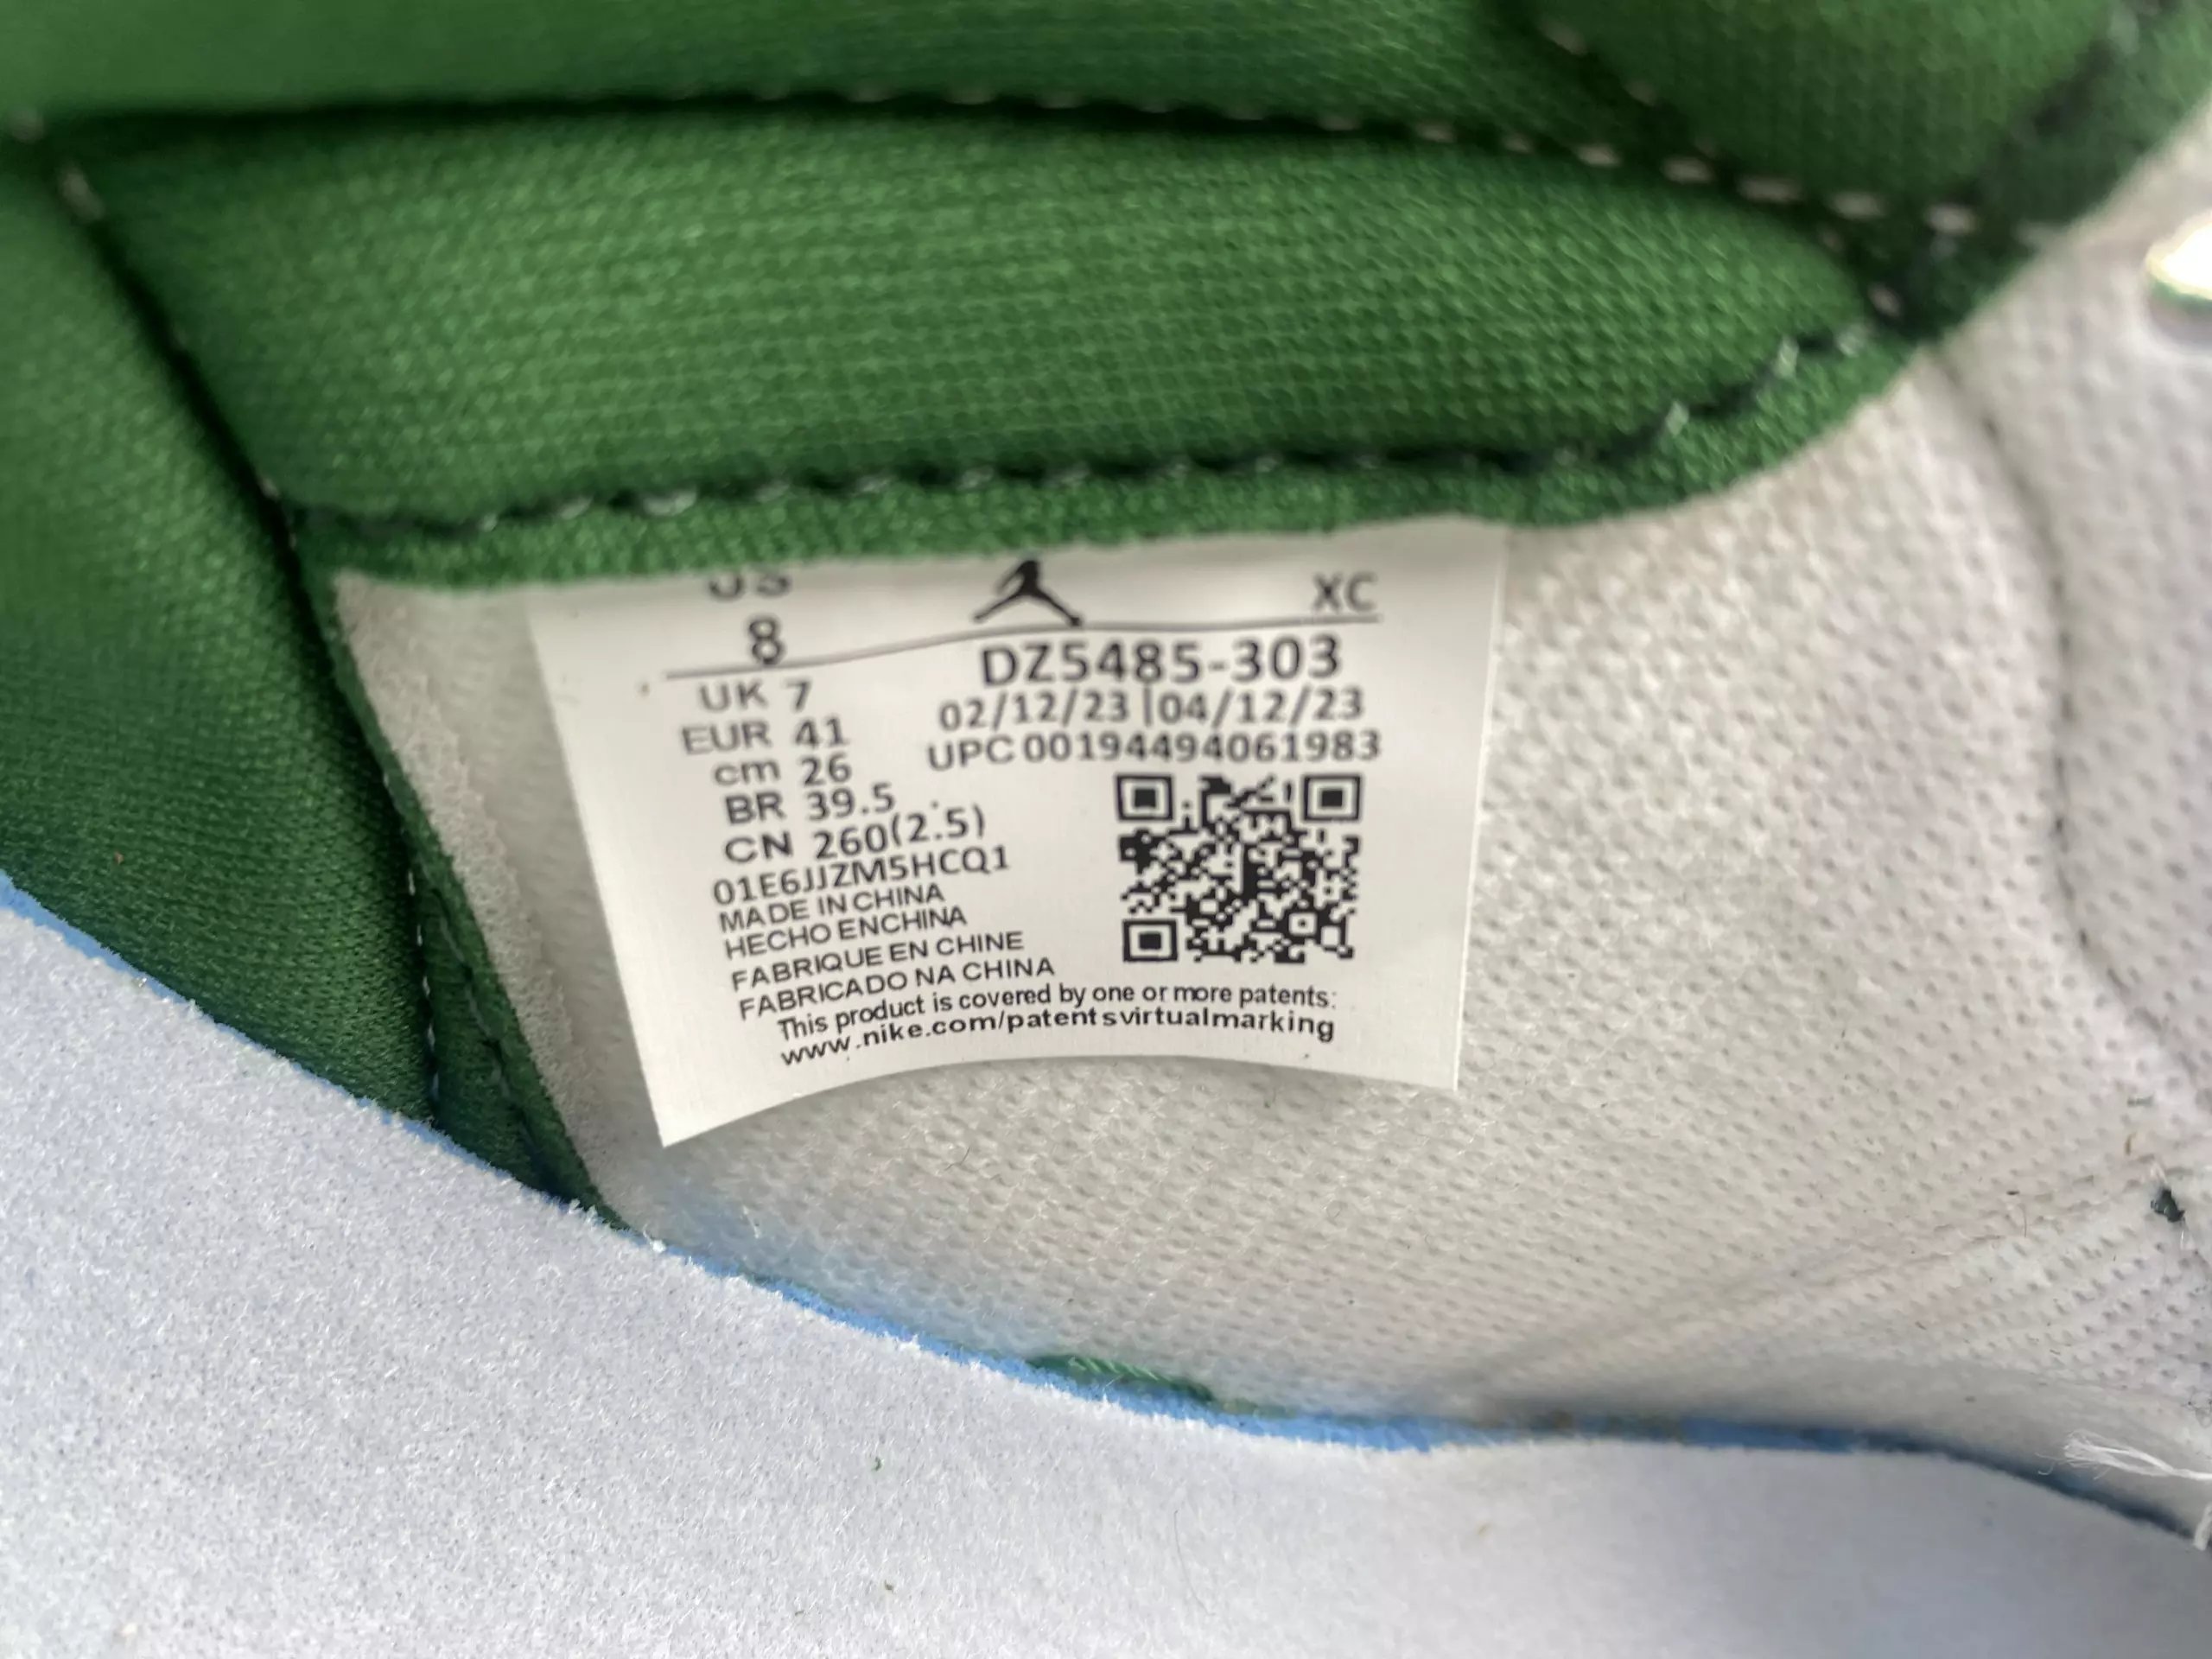 US
XC
8
DZ5485-303
UK 7
02/12/23|04/12/23
EUR 41
UPC 00194494061983
cm 26
BR 39.5
CN 260(2.5)
01E6JJZM5HCQ1
MADE IN CHINA
HECHO ENCHINA
FABRIQUE EN CHINE
FABRICADO NA CHINA
This product is covered by one or more patents:
www.nike.com/patentsvirtualmarking